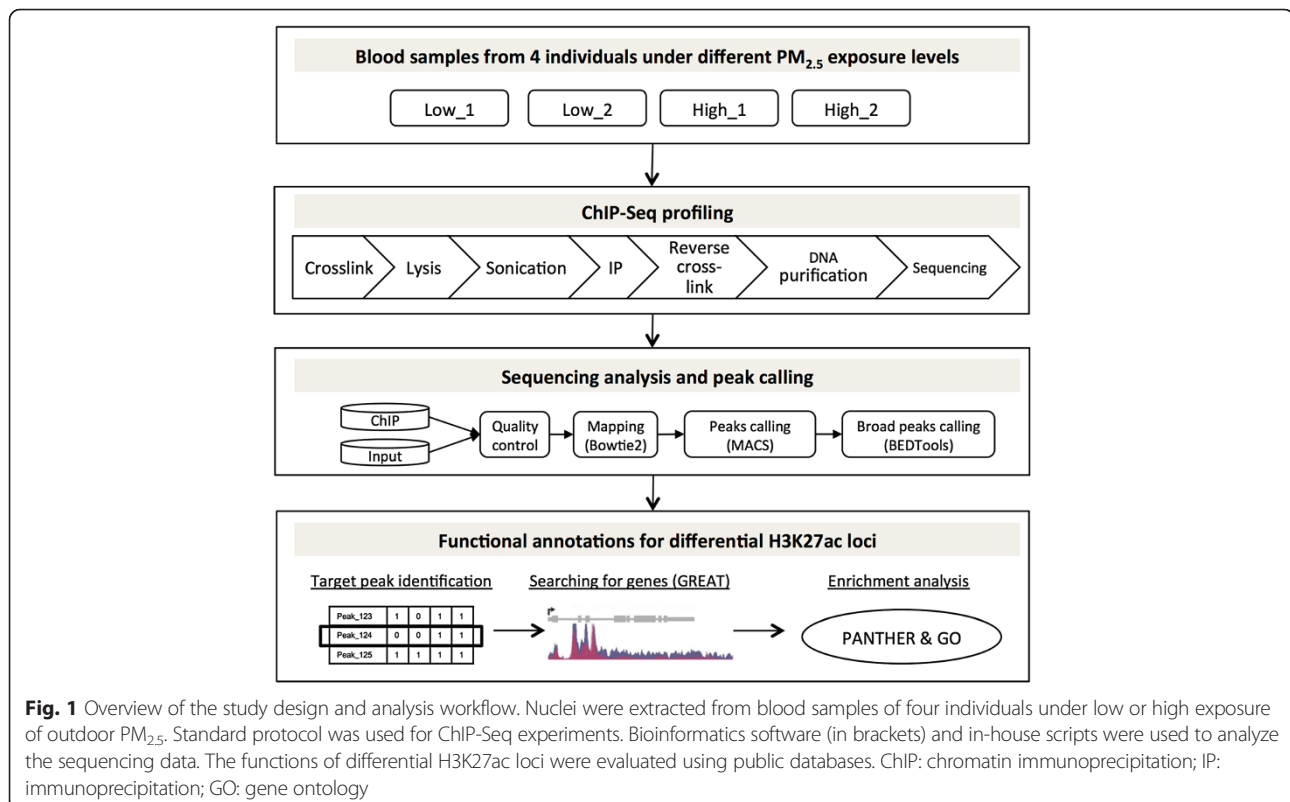 Blood samples from 4 individuals under different PM2.5 exposure levels
Low_1 Low_2 High_1 High_2
ChIP-Seq profiling
Crosslink Lysis Sonication IP Reverse cross-link DNA purification Sequencing
Sequencing analysis and peak calling
ChIP
Input
Quality control
Mapping (Bowtie2)
Peaks calling (MACS)
Broad peaks calling (BEDTools)
Functional annotations for differential H3K27ac loci
Target peak identification Searching for genes (GREAT) Enrichment analysis
Peak_123 1 0 1 1
Peak_124 0 0 1 1
Peak_125 1 1 1 1
PANTHER & GO
Fig. 1 Overview of the study design and analysis workflow. Nuclei were extracted from blood samples of four individuals under low or high exposure
of outdoor PM2.5. Standard protocol was used for ChIP-Seq experiments. Bioinformatics software (in brackets) and in-house scripts were used to analyze
the sequencing data. The functions of differential H3K27ac loci were evaluated using public databases. ChIP: chromatin immunoprecipitation; IP:
immunoprecipitation; GO: gene ontology